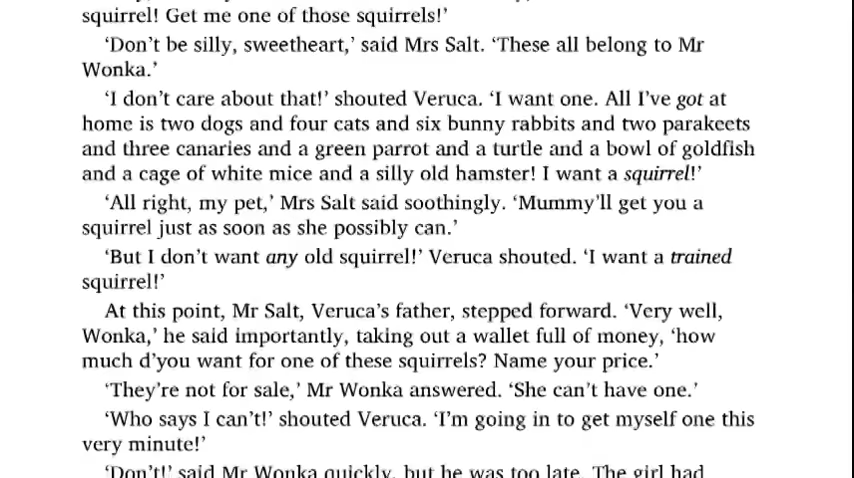 squirrel! Get me one of those squirrels!’
‘Don’t be silly, sweetheart,’ said Mrs Salt. ‘These all belong to Mr
Wonka.’
‘I don’t care about that!’ shouted Veruca. ‘I want one. All I’ve got at
home is two dogs and four cats and six bunny rabbits and two parakeets
and three canaries and a green parrot and a turtle and a bowl of goldfish
and a cage of white mice and a silly old hamster! I want a squirrel!’
‘All right, my pet,’ Mrs Salt said soothingly. ‘Mummy’ll get you a
squirrel just as soon as she possibly can.’
‘But I don’t want any old squirrel!’ Veruca shouted. ‘I want a trained
squirrel!’
At this point, Mr Salt, Veruca’s father, stepped forward. ‘Very well,
Wonka,’ he said importantly, taking out a wallet full of money, ‘how
much d’you want for one of these squirrels? Name your price.’
‘They’re not for sale,’ Mr Wonka answered. ‘She can’t have one.’
‘Who says I can’t!’ shouted Veruca. ‘I’m going in to get myself one this
very minute!’
‘Don’t!’ said Mr Wonka quickly, but he was too late. The girl had